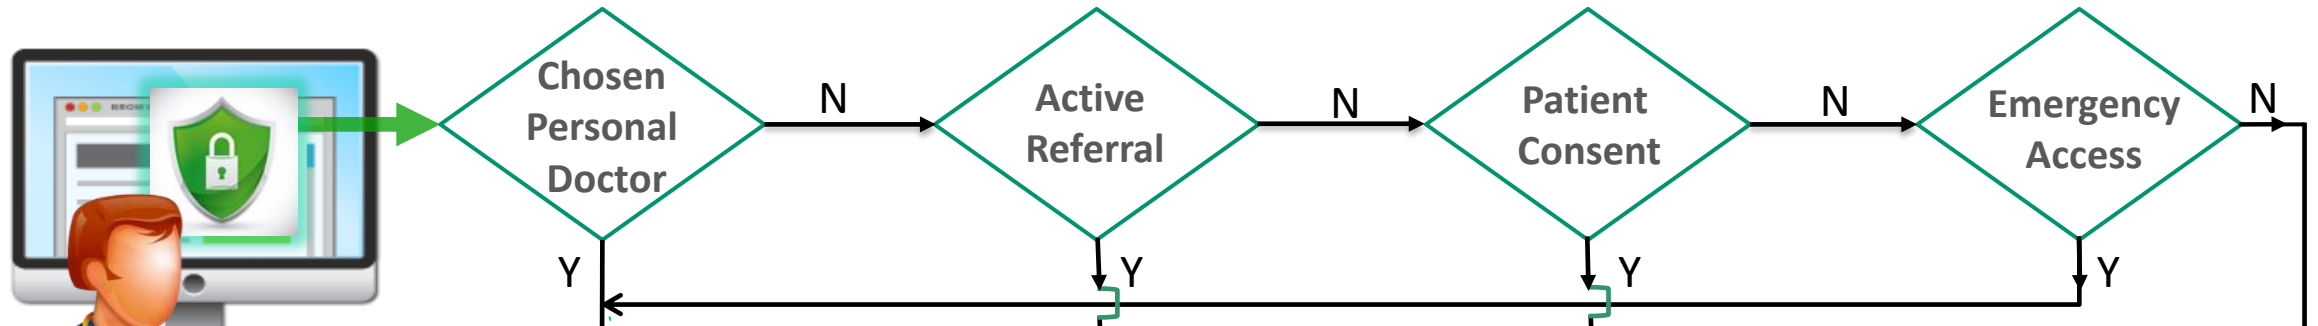 Chosen
Personal
Doctor
N
Active
Referral
N
Patient
Consent
N
Emergency
Access
N
Y
Y
Y
Y